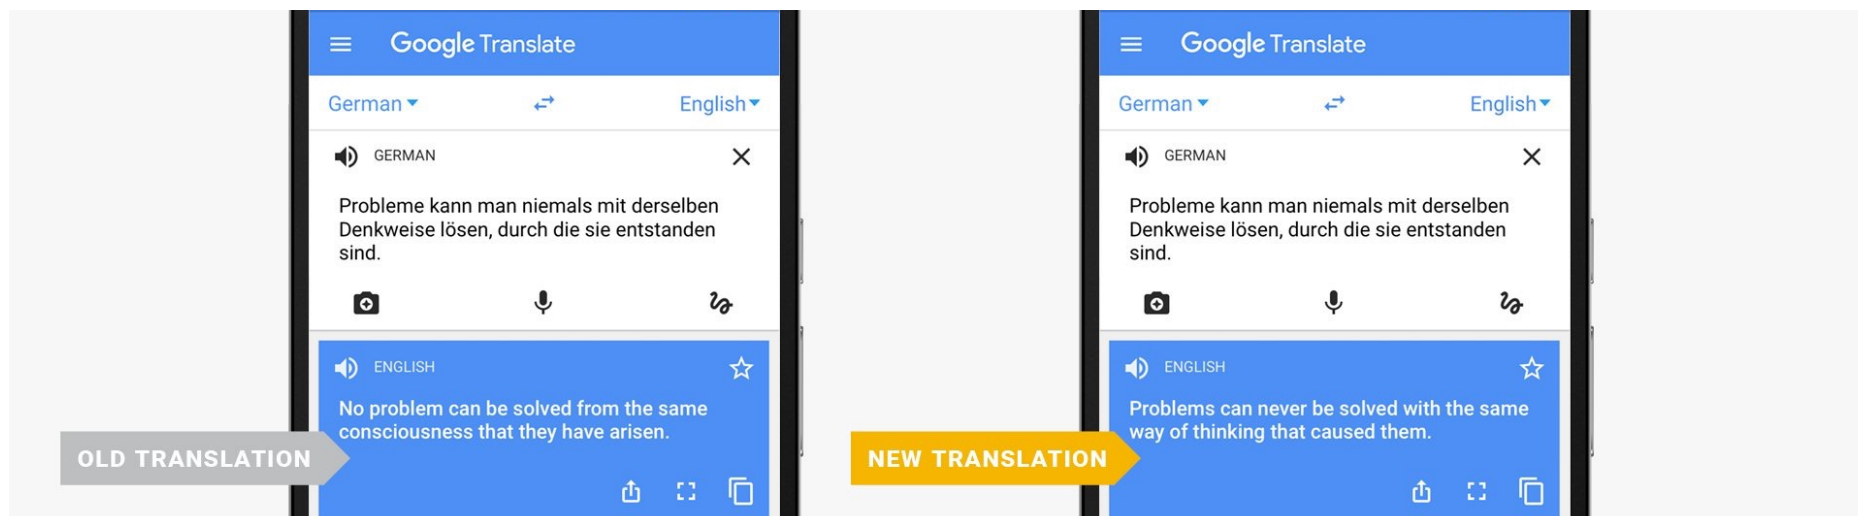 Google Translate
German
English
GERMAN
Probleme kann man niemals mit derselben
Denkweise lösen, durch die sie entstanden
sind.
ENGLISH
No problem can be solved from the same
consciousness that they have arisen.
OLD TRANSLATION
Google Translate
German
English
GERMAN
Probleme kann man niemals mit derselben
Denkweise lösen, durch die sie entstanden
sind.
ENGLISH
Problems can never be solved with the same
way of thinking that caused them.
NEW TRANSLATION